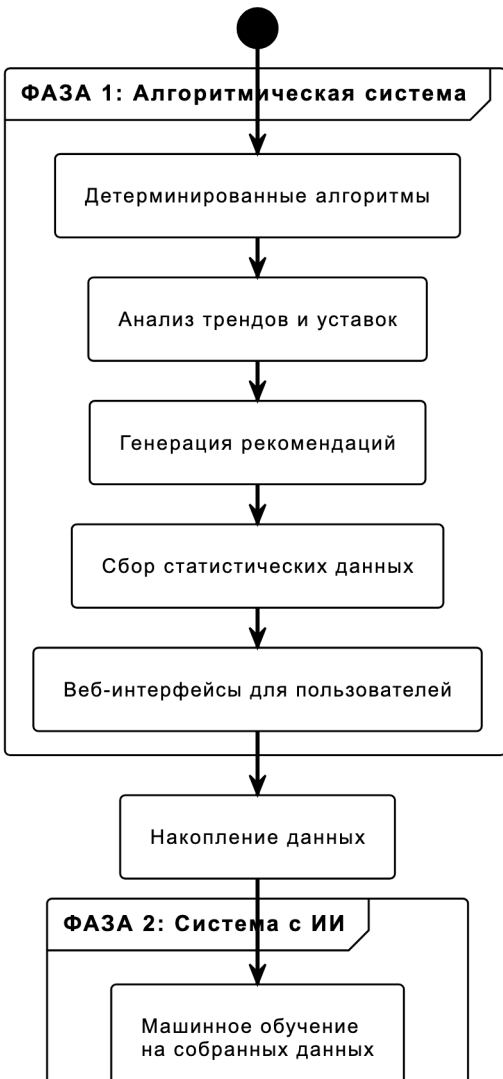 ФАЗА 1: Алгоритмическая система
Детерминированные алгоритмы
Анализ трендов и уставок
Генерация рекомендаций
Сбор статистических данных
Веб-интерфейсы для пользователей
Накопление данных
ФАЗА 2: Система с ИИ
Машинное обучение
на собранных данных